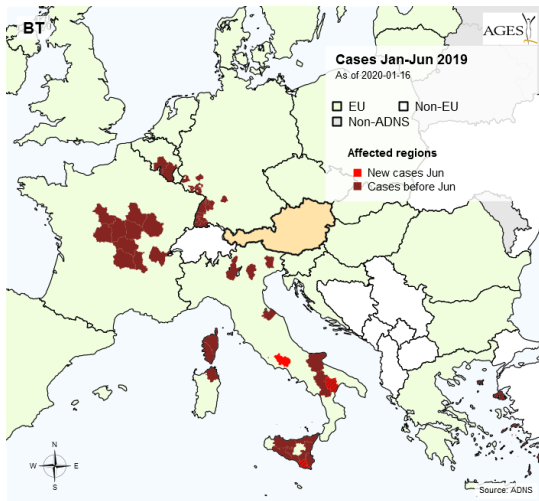 BT
AGES
Cases Jan-Jun 2019
As of 2020-01-16
EU Non-EU
Non-ADNS
Affected regions
New cases Jun
Cases before Jun
N
W E
S
Source: ADNS